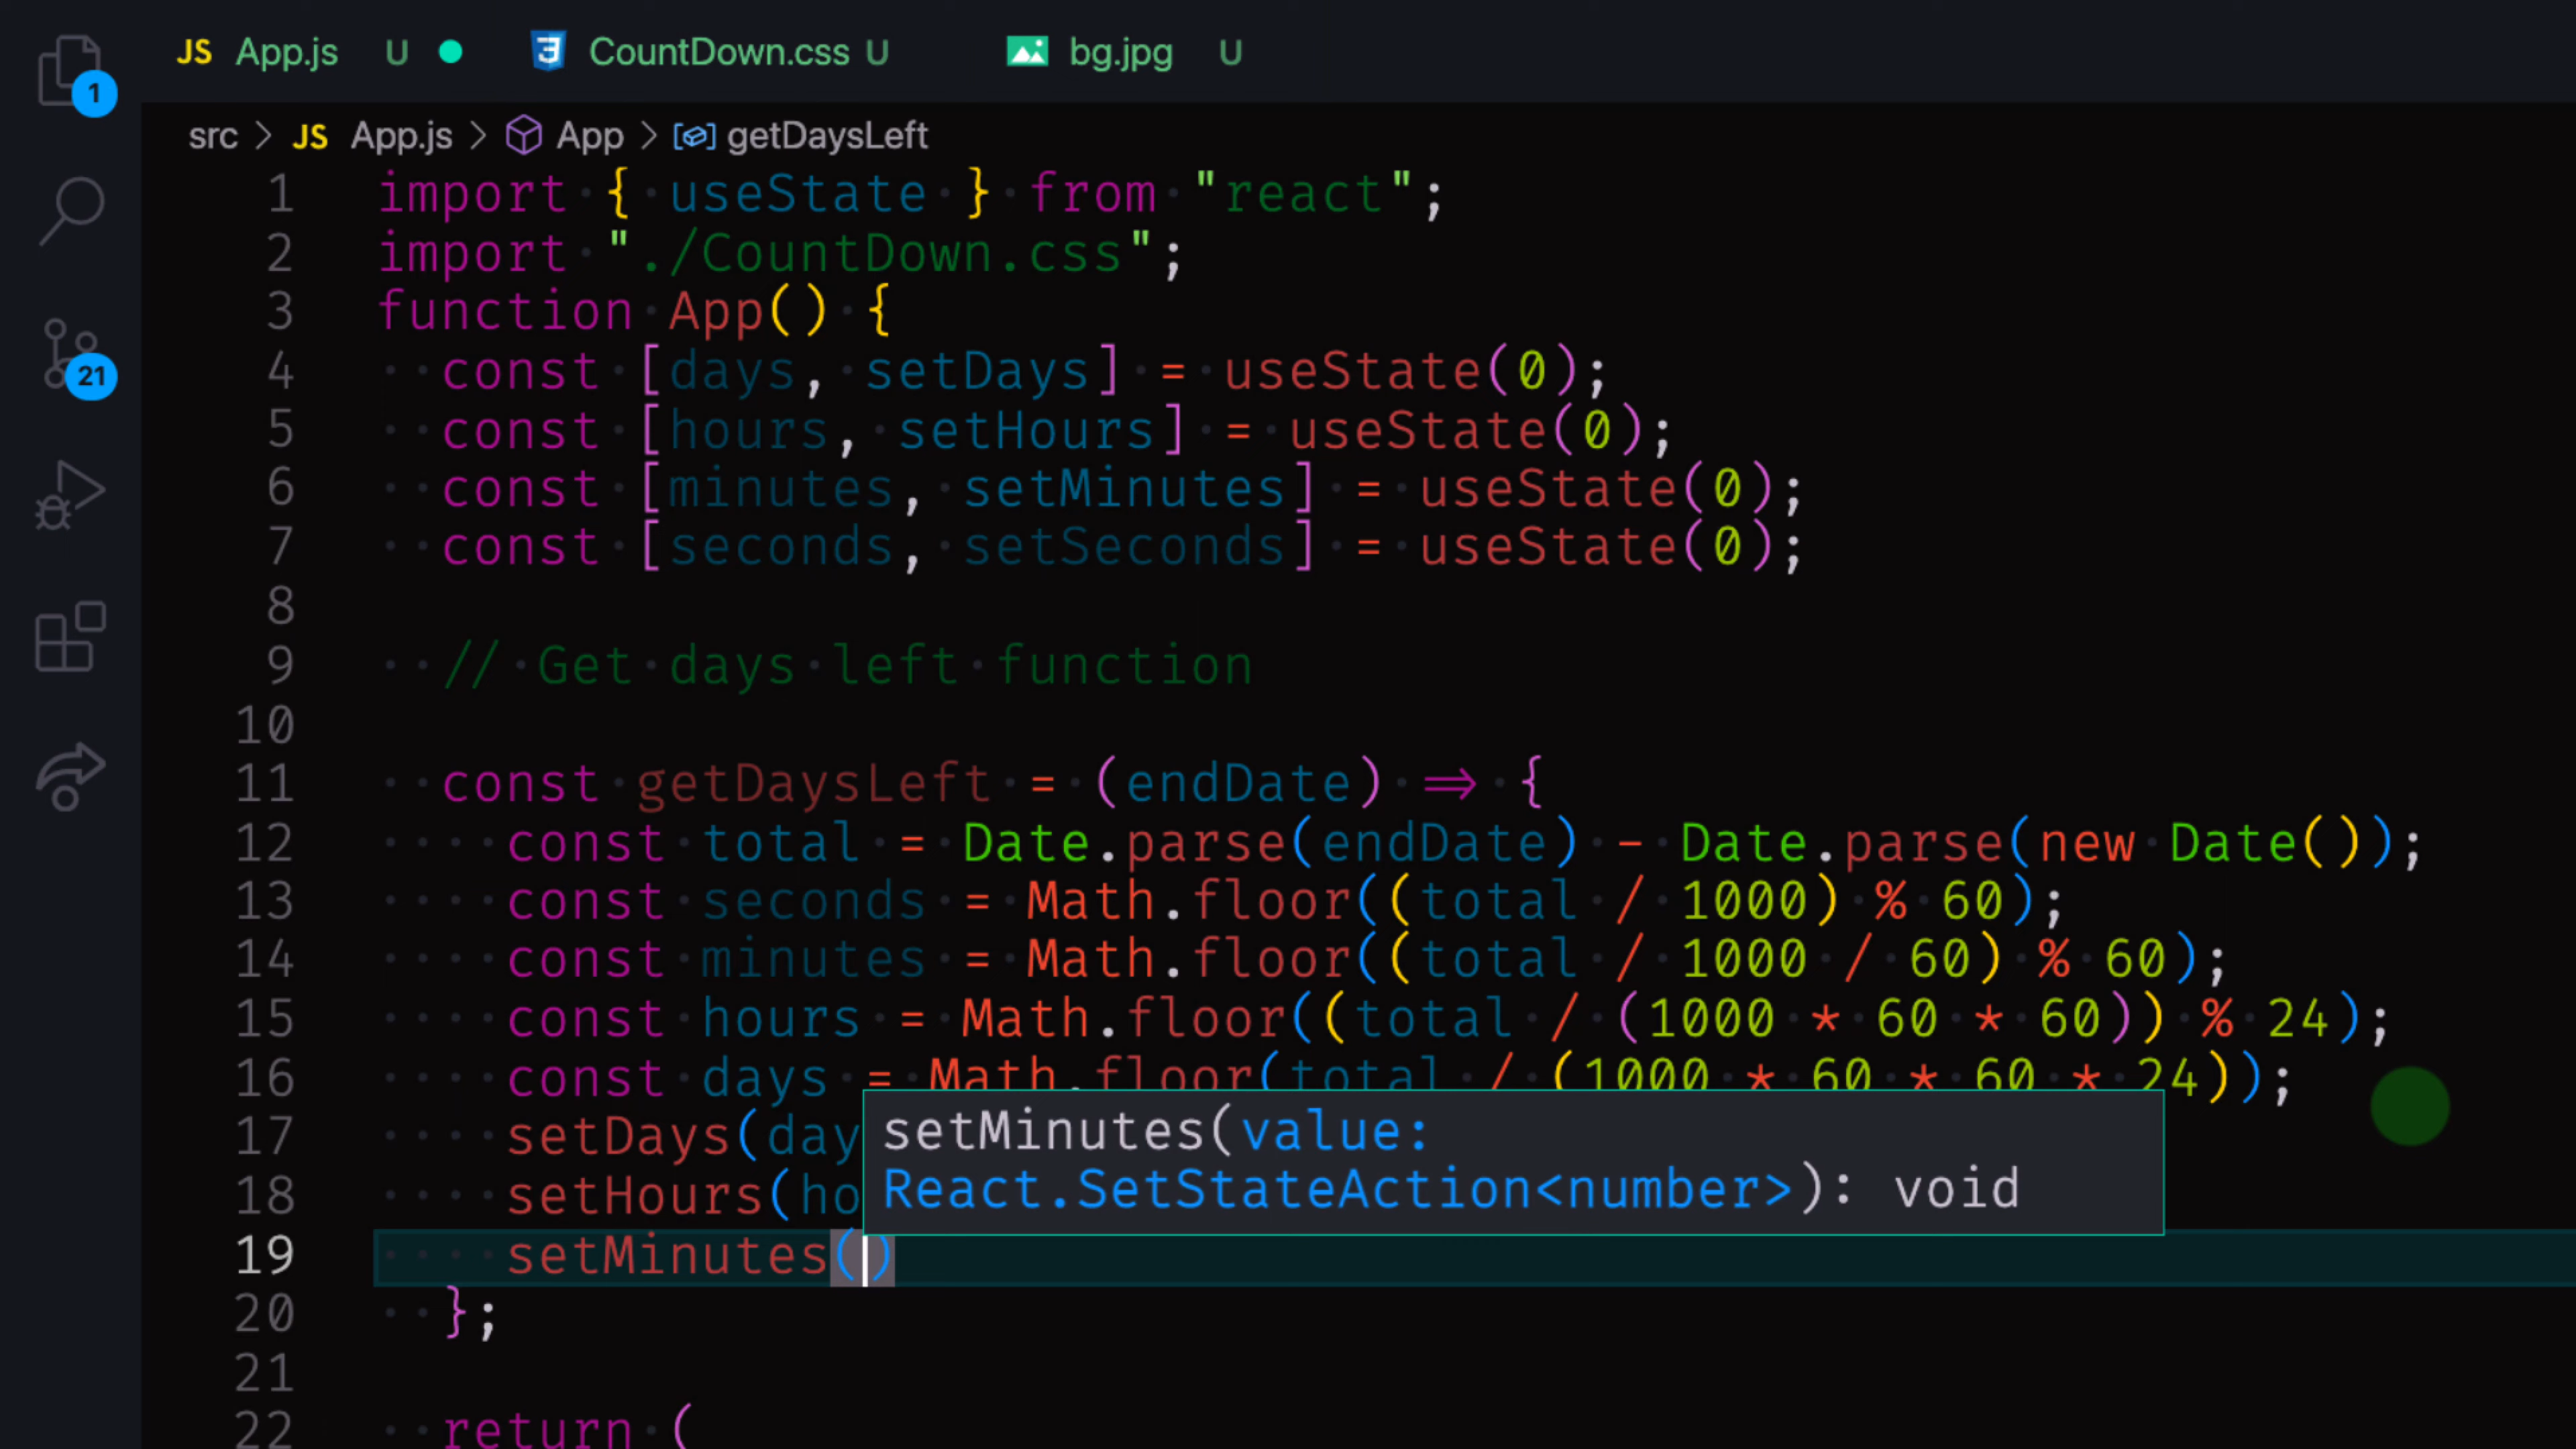 JS App.js U CountDown.css U bg.jpg U
1
src > JS App.js > App > getDaysLeft
1 import { useState } from "react";
2 import "./CountDown.css";
3 function App() {
4 const [days, setDays] = useState(0);
5 const [hours, setHours] = useState(0);
6 const [minutes, setMinutes] = useState(0);
7 const [seconds, setSeconds] = useState(0);
21
8
9 // Get days left function
10
11 const getDaysLeft = (endDate) => {
12 const total = Date.parse(endDate) - Date.parse(new Date());
13 const seconds = Math.floor((total / 1000) % 60);
14 const minutes = Math.floor((total / 1000 / 60) % 60);
15 const hours = Math.floor((total / (1000 * 60 * 60)) % 24);
16 const days = Math.floor(total / (1000 * 60 * 60 * 24));
17 setDays(day
18 setHours(ho
setMinutes(value:
React.SetStateAction<number>): void
19 setMinutes()
20 };
21
22 return (